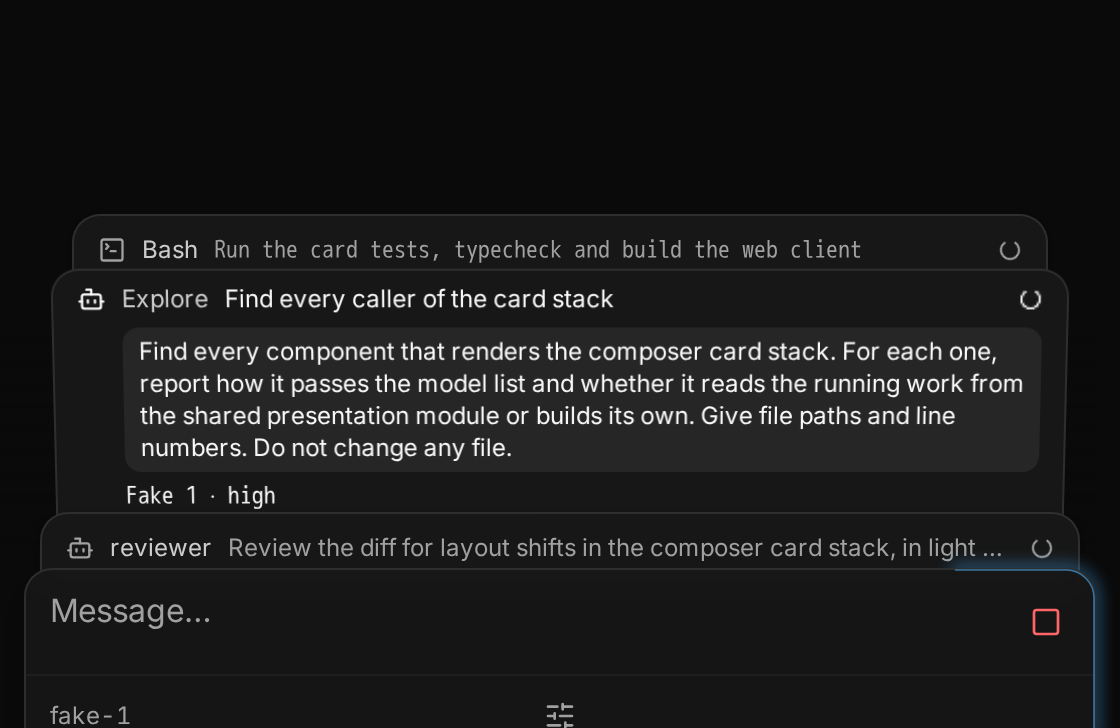 Bash Run the card tests, typecheck and build the web client
Explore Find every caller of the card stack
Find every component that renders the composer card stack. For each one,
report how it passes the model list and whether it reads the running work from
the shared presentation module or builds its own. Give file paths and line
numbers. Do not change any file.
Fake 1 · high
reviewer Review the diff for layout shifts in the composer card stack, in light ...
Message...
fake-1